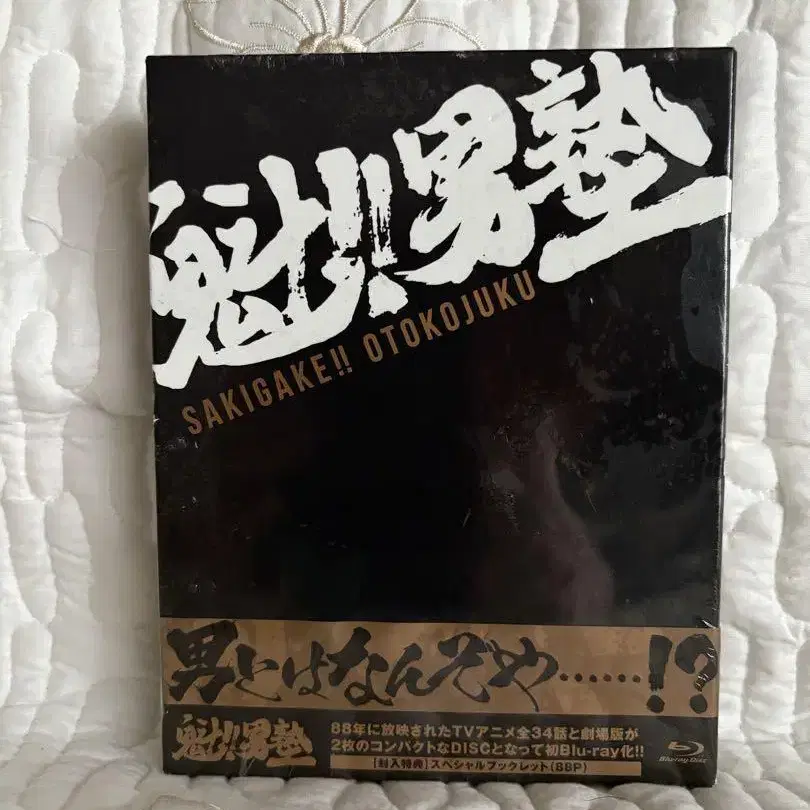 魁!!男塾
SAKIGAKE!! OTOKOJUKU
男とはなんぞや……!?
魁!!男塾
88年に放映されたTVアニメ全34話と劇場版が
2枚のコンパクトなDISCとなって初Blu-ray化!!
【封入特典】スペシャルブックレット(88P)
Blu-ray Disc